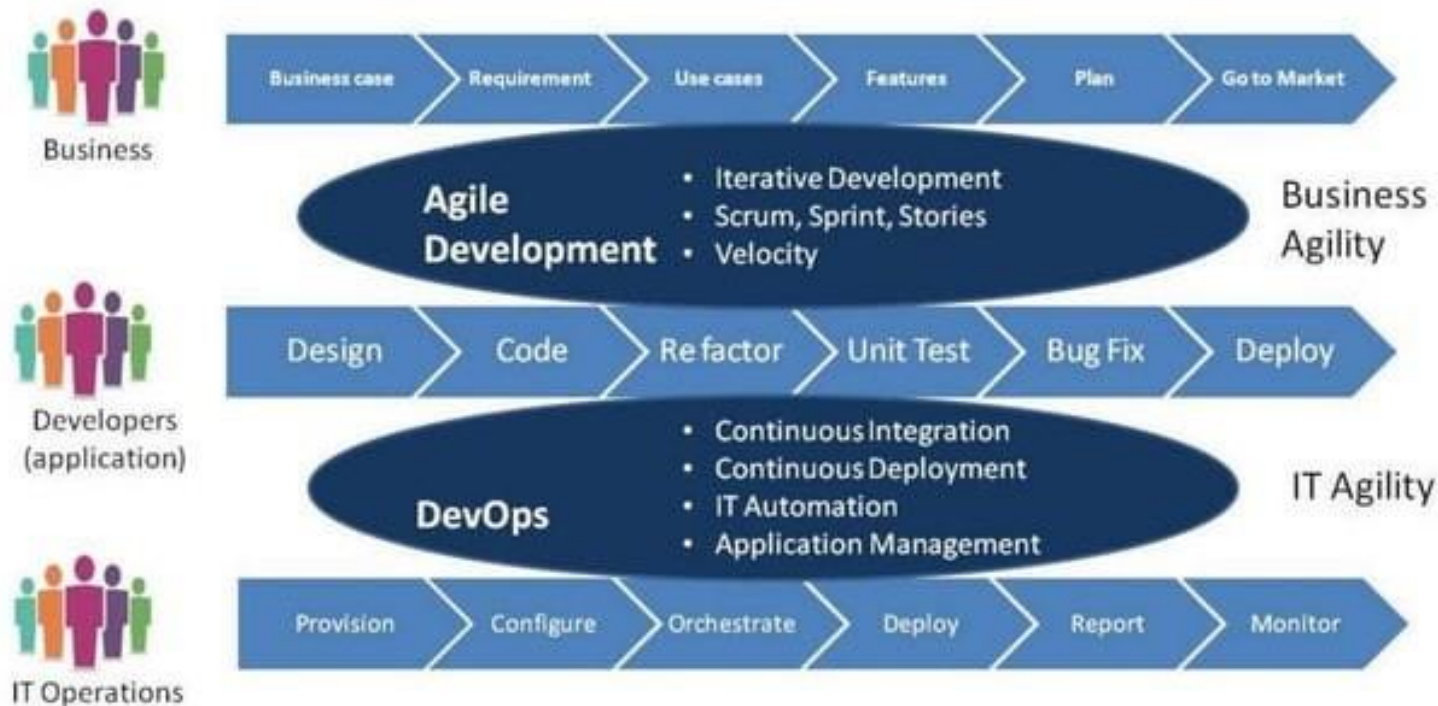 Business case
Requirement
Use cases
Features
Plan
Go to Market
Business
Agile
Development
• Iterative Development
• Scrum, Sprint, Stories
• Velocity
Business
Agility
Design
Code
Refactor
Unit Test
Bug Fix
Deploy
Developers
(application)
DevOps
• Continuous Integration
• Continuous Deployment
• IT Automation
• Application Management
IT Agility
Provision
Configure
Orchestrate
Deploy
Report
Monitor
IT Operations